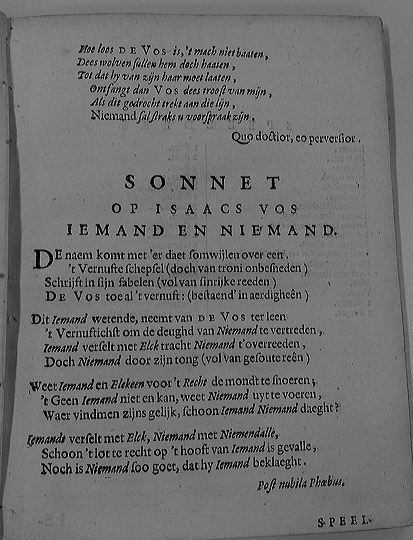 Hoe loos DE VOS is, 't mach niet baaten,
Dees wolven sullen hem doch haaten,
Tot dat hy van zijn haar moet laaten,
Ontfangt dan VOS dees troost van mijn,
Als dit gedrocht trekt aan die lijn,
Niemand sal straks u voorspraak zijn.
Quo doctior, eo perversior.
SONNET
OP ISAACS VOS
IEMAND EN NIEMAND.
DE naem komt met 'er daet somwijlen over een.
't Vernufte schepsel (doch van troni onbesneden)
Schrijft in sijn fabelen (vol van sinrijke reeden)
DE VOS toe al 't vernuft: (bestaend' in aerdigheên)
Dit Iemand wetende, neemt van DE VOS ter leen
't Vernuftichst om de deughd van Niemand te vertreden,
Iemand verselt met Elck tracht Niemand t'overreeden,
Doch Niemand door zijn tong (vol van gesoutereên)
Weet Iemand en Elckeen voor 't Recht de mondt te snoeren;
't Geen Iemand niet en kan, weet Niemand uyt te voeren,
Waer vindmen zijns gelijk, schoon Iemand Niemand daeght?
Iemandt verselt met Elck, Niemand met Niemendalle,
Schoon 't lot te recht op 't hooft van Iemand is gevalle,
Noch is Niemand soo goet, dat hy Iemand beklaeght.
Post nubila Phœbus.
SPEEL-